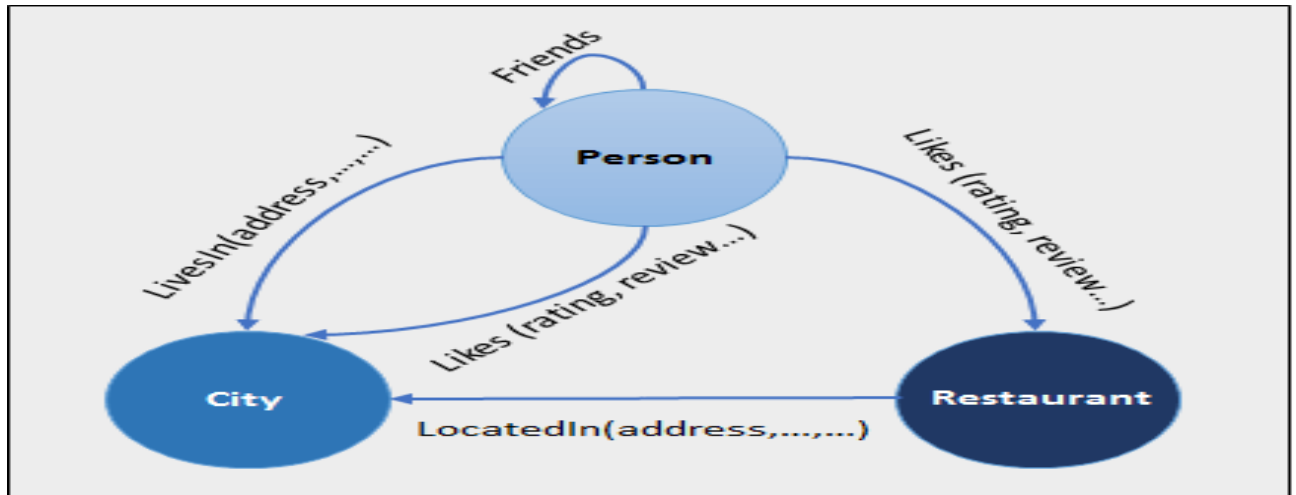 Friends
Person
LivesIn(address,...,...)
Likes (rating, review...)
Likes (rating, review...)
City
Restaurant
LocatedIn(address,...,...)